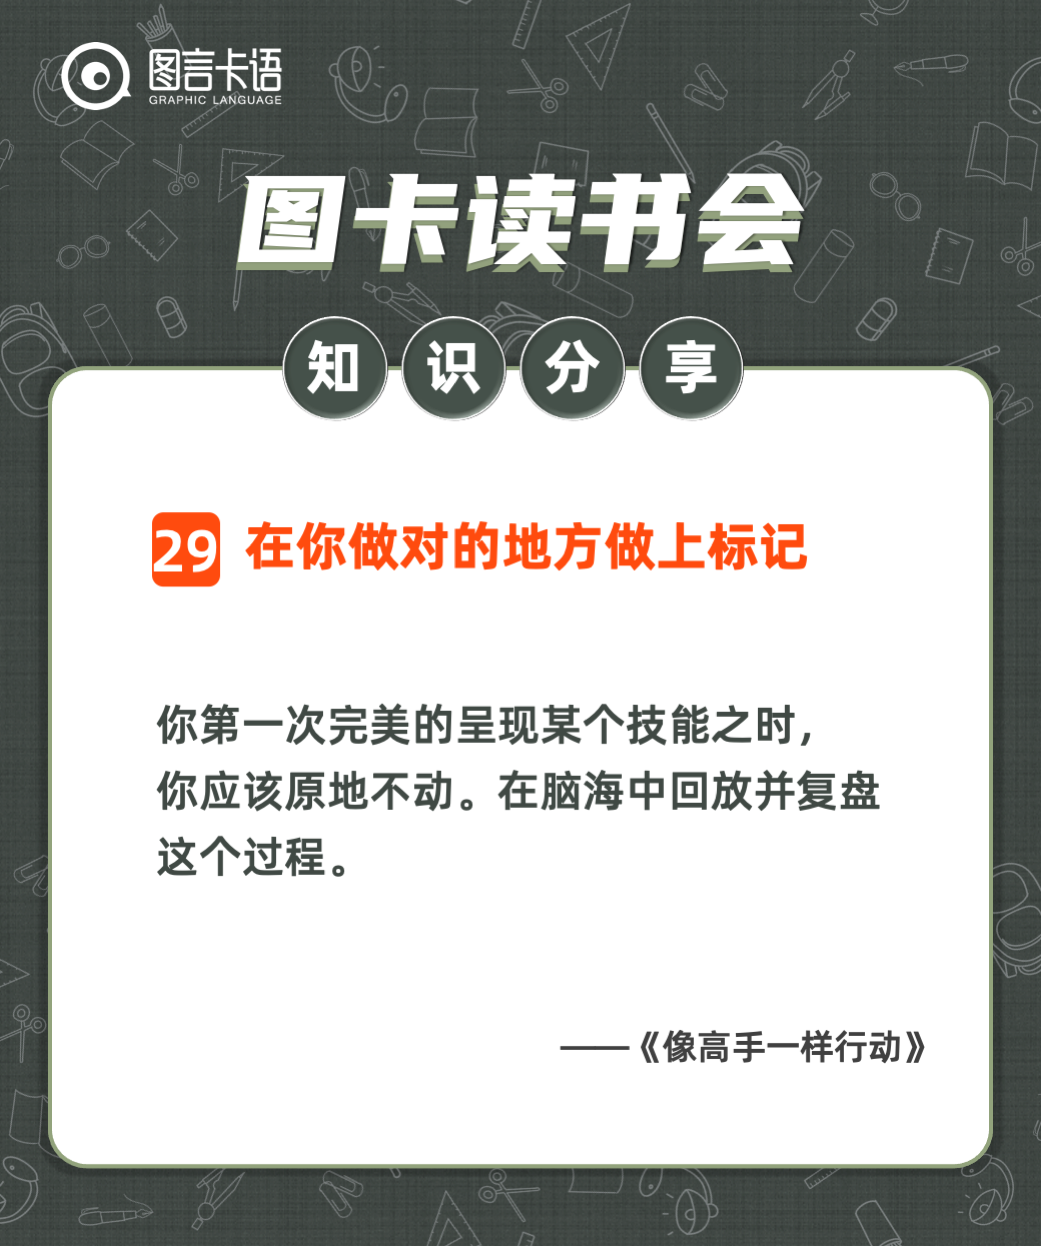 图言卡语
GRAPHIC LANGUAGE
图卡读书会
知识分享
29 在你做对的地方做上标记
你第一次完美的呈现某个技能之时，
你应该原地不动。在脑海中回放并复盘
这个过程。
——《像高手一样行动》